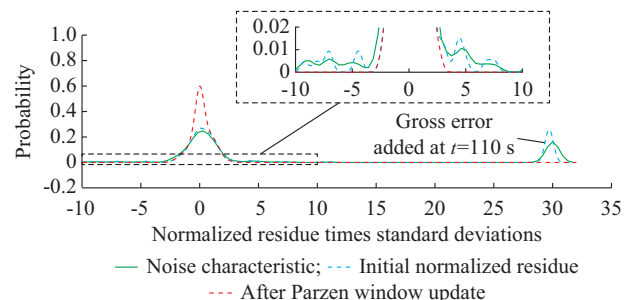 0.02
0.01
0
-10 -5 0 5 10
Probability
1.0
0.8
0.6
0.4
0.2
0
-0.2
Gross error
added at t=110 s
-10 -5 0 5 10 15 20 25 30 35
Normalized residue times standard deviations
Noise characteristic; Initial normalized residue
After Parzen window update